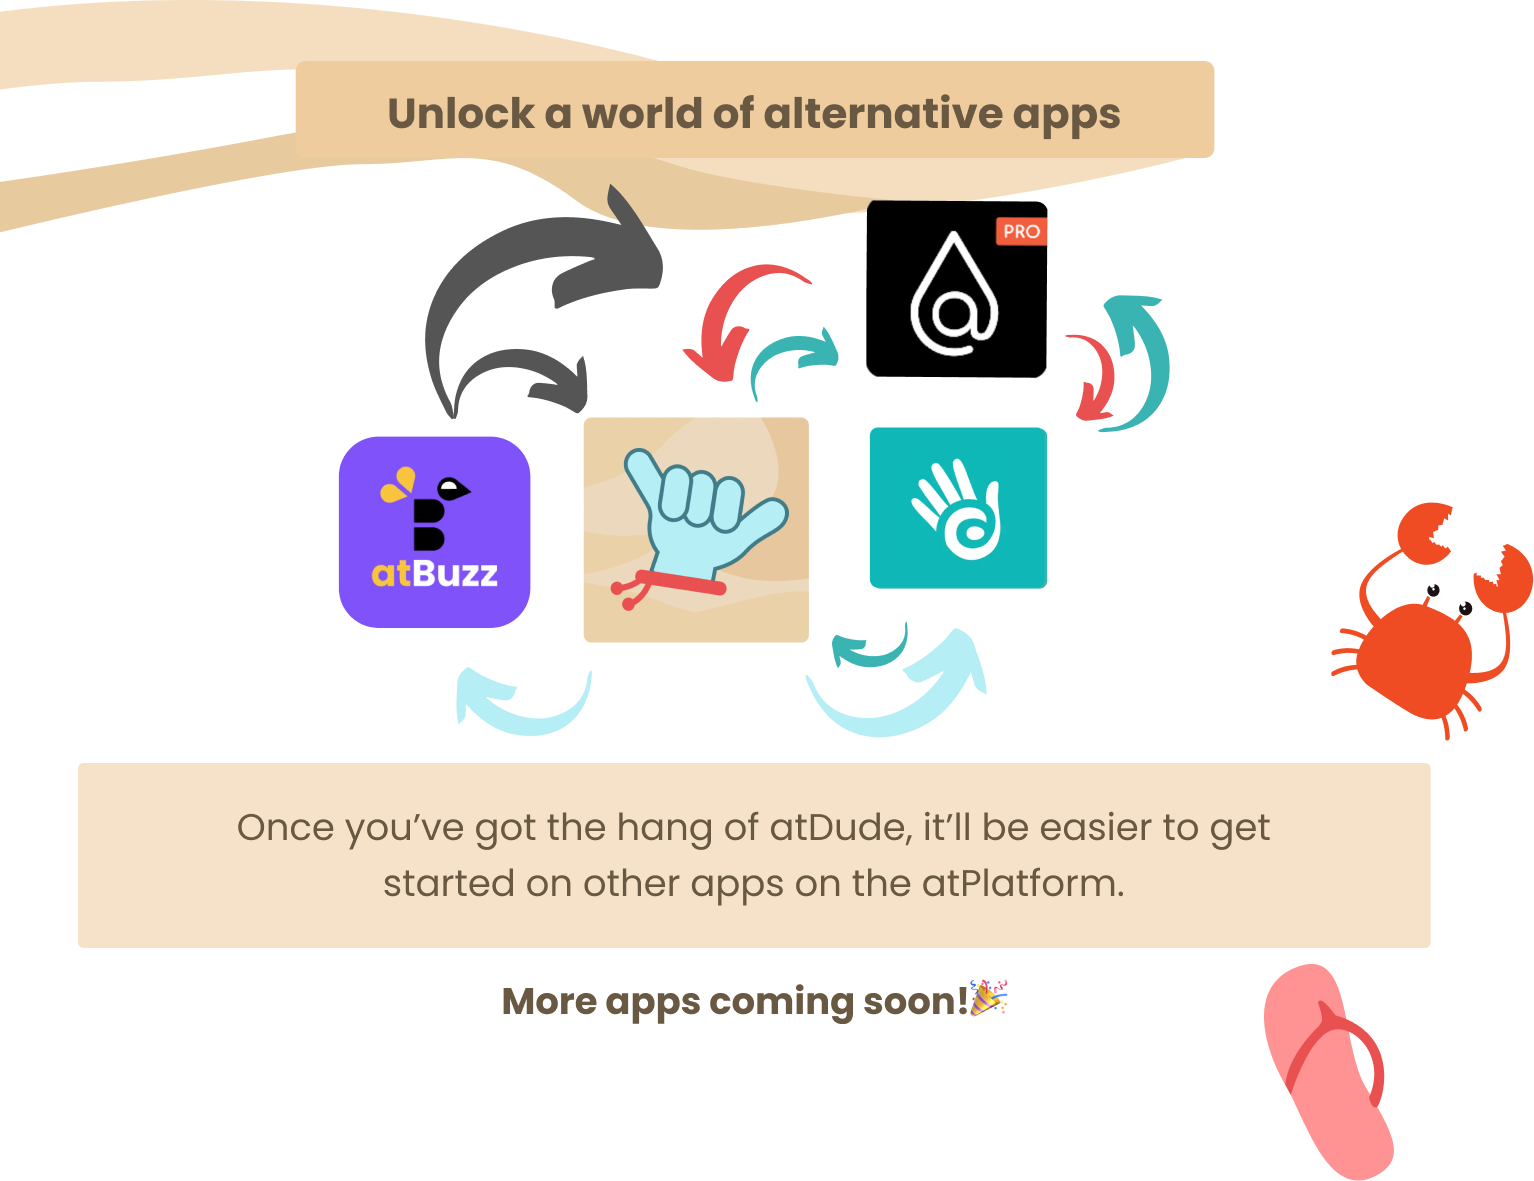 Unlock a world of alternative apps
PRO
atBuzz
Once you’ve got the hang of atDude, it’ll be easier to get
started on other apps on the atPlatform.
More apps coming soon!🎉